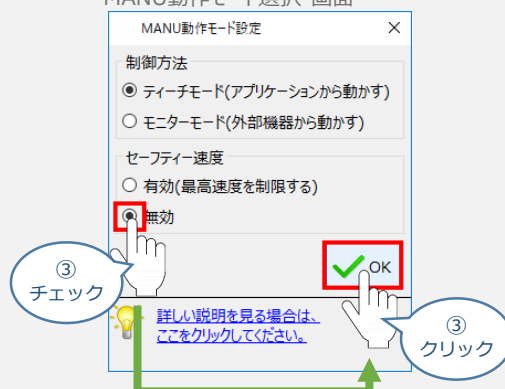 MANU動作モード選択 画面
MANU動作モード設定
制御方法
ティーチモード(アプリケーションから動かす)
モニターモード(外部機器から動かす)
セーフティー速度
有効(最高速度を制限する)
無効
OK
③
チェック
詳しい説明を見る場合は、
ここをクリックしてください。
③
クリック